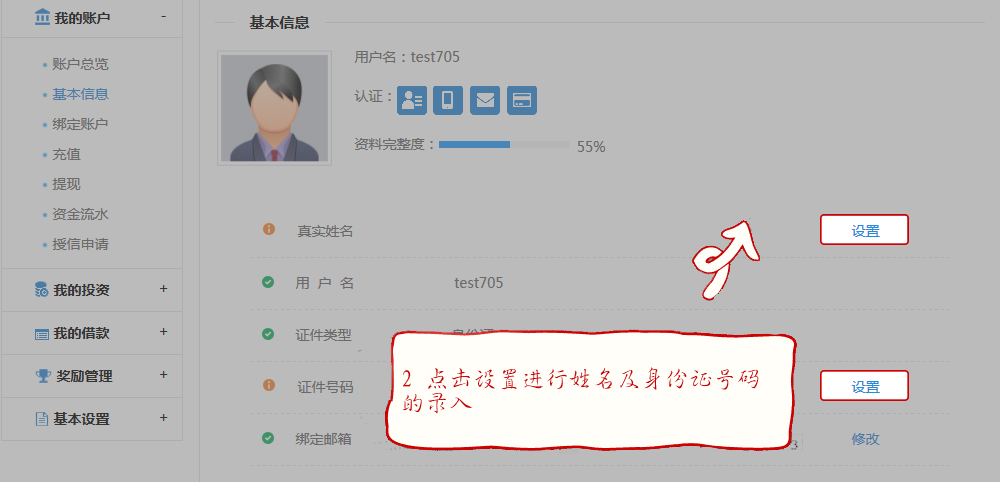 我的账户 -
账户总览
基本信息
绑定账户
充值
提现
资金流水
授信申请
我的投资 +
我的借款 +
奖励管理 +
基本设置 +
基本信息
用户名：test705
认证：
资料完整度： 55%
真实姓名 设置
用 户 名 test705
证件类型
证件号码 设置
绑定邮箱 修改
2 点击设置进行姓名及身份证号码
的录入